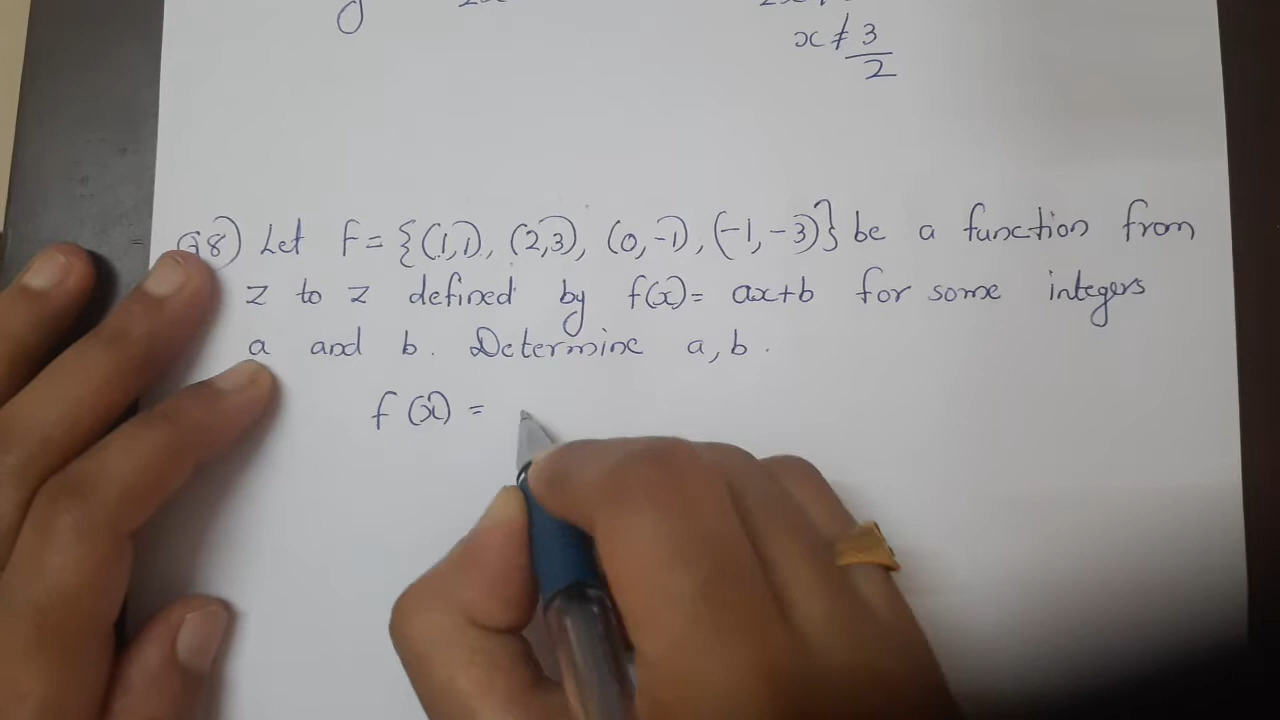 x ≠ 3
2
Q8) Let f = {(1,1), (2,3), (0,-1), (-1,-3)} be a function from
Z to Z defined by f(x) = ax+b for some integers
a and b. Determine a, b.
f(x) =